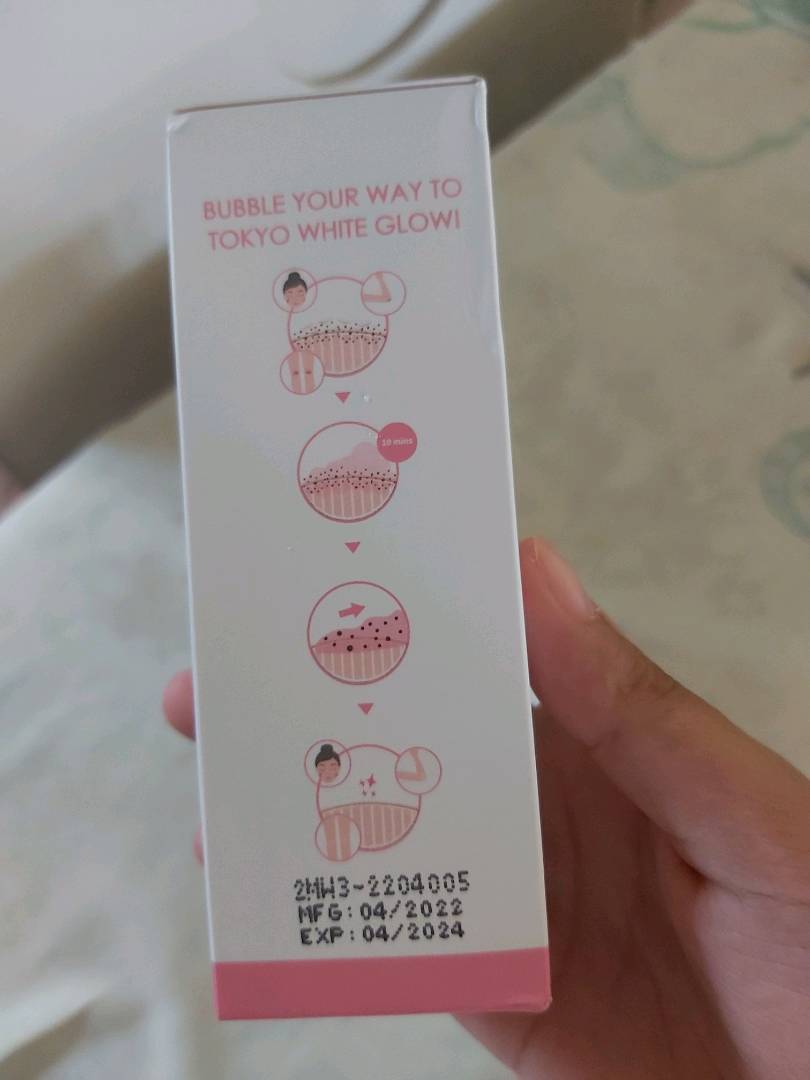 BUBBLE YOUR WAY TO
TOKYO WHITE GLOW!
10 mins
2MW3-2204005
MFG:04/2022
EXP:04/2024